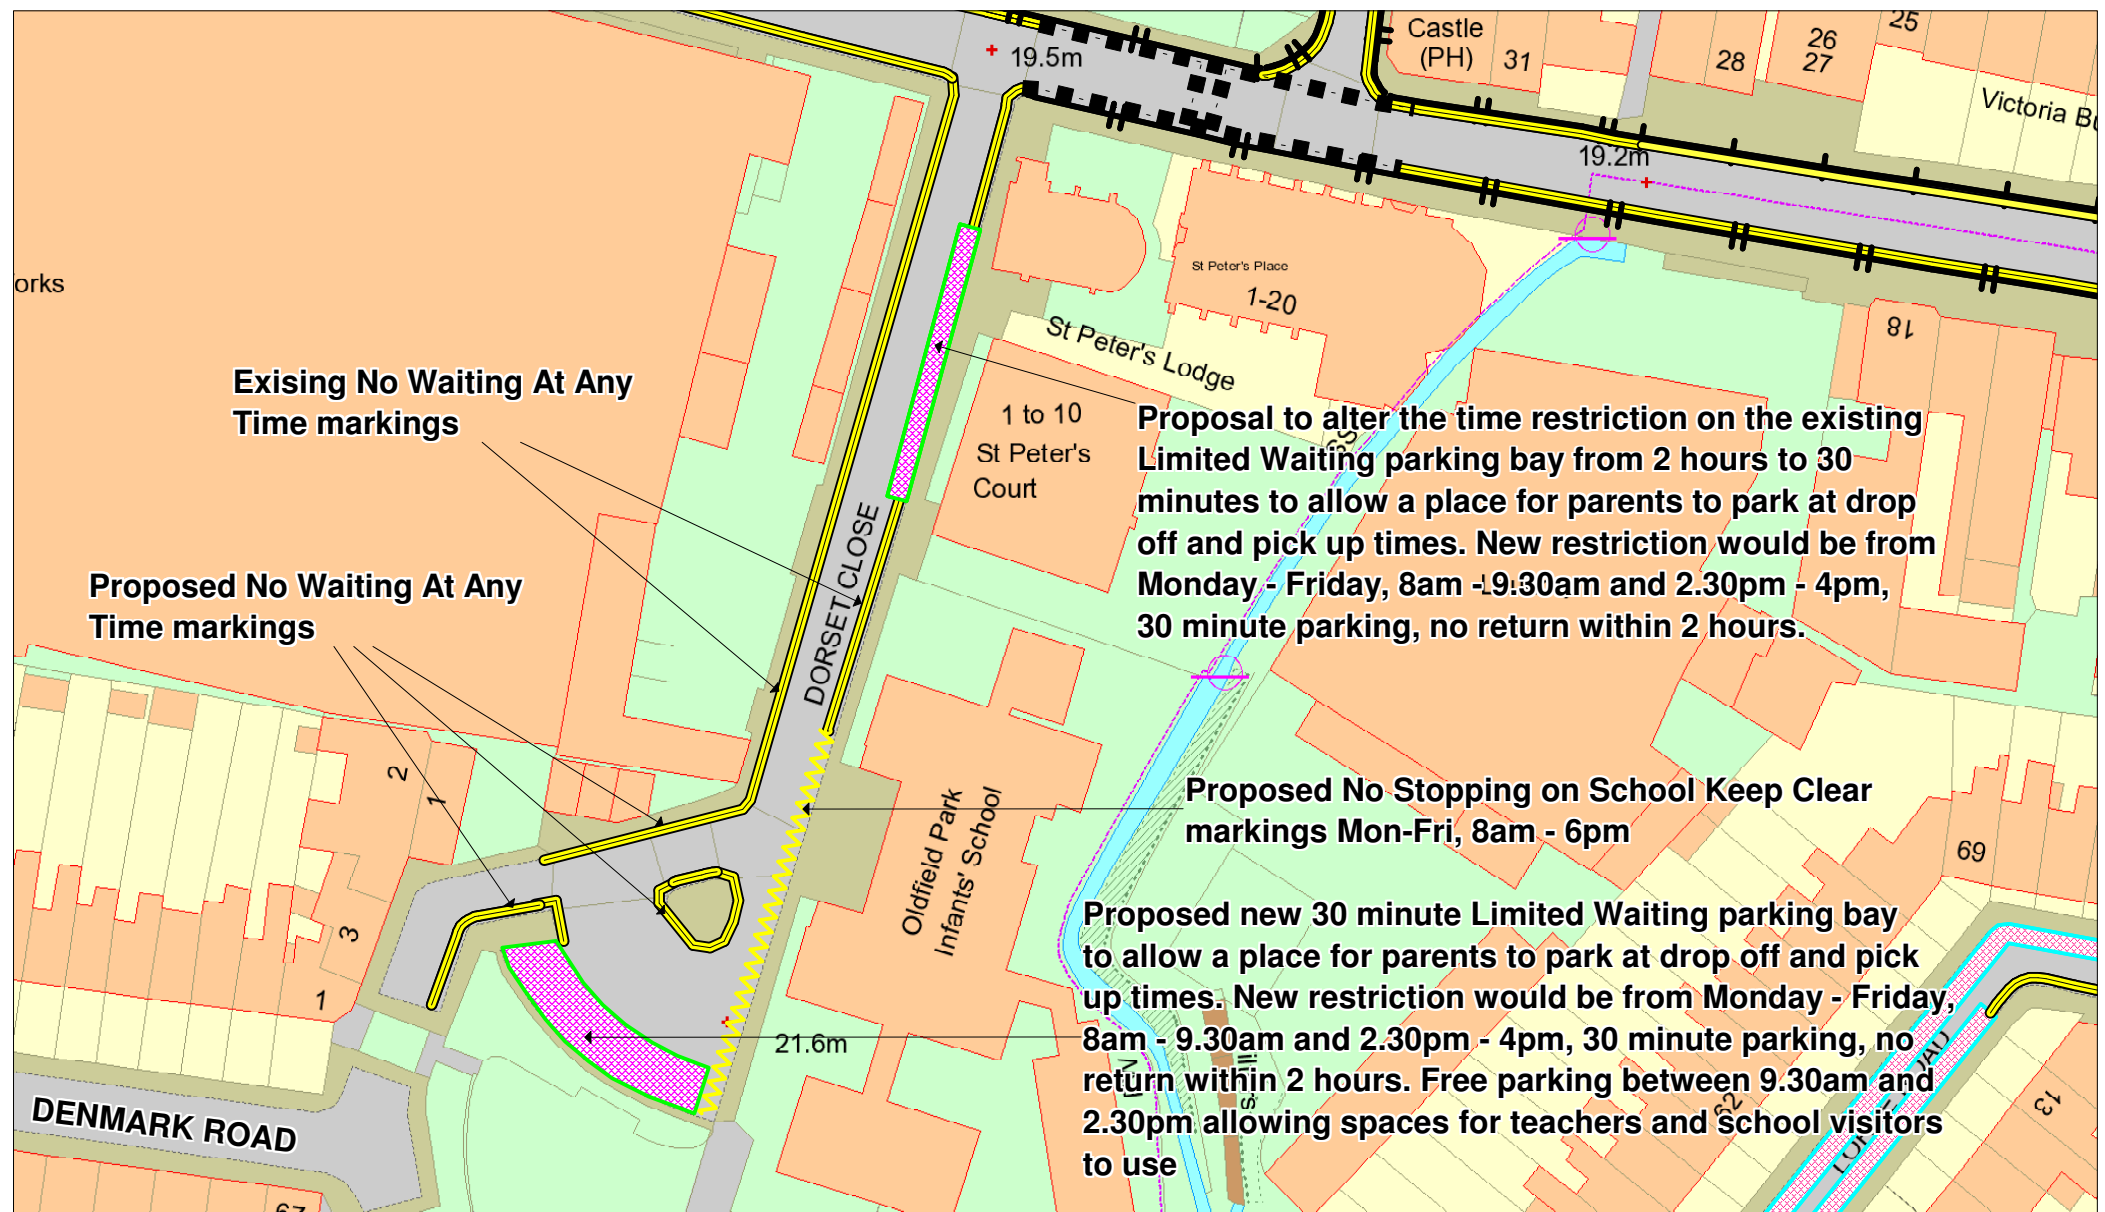 Castle
(PH)
31
28
26
27
25
19.5m
Victoria Bu
19.2m
orks
St Peter's Place
1-20
18
St Peter's Lodge
Exising No Waiting At Any
Time markings
1 to 10
St Peter's
Court
Proposal to alter the time restriction on the existing
Limited Waiting parking bay from 2 hours to 30
minutes to allow a place for parents to park at drop
off and pick up times. New restriction would be from
Monday - Friday, 8am - 9.30am and 2.30pm - 4pm,
30 minute parking, no return within 2 hours.
DORSET CLOSE
Proposed No Waiting At Any
Time markings
2
1
3
1
Oldfield Park
Infants' School
Proposed No Stopping on School Keep Clear
markings Mon-Fri, 8am - 6pm
69
Proposed new 30 minute Limited Waiting parking bay
to allow a place for parents to park at drop off and pick
up times. New restriction would be from Monday - Friday,
8am - 9.30am and 2.30pm - 4pm, 30 minute parking, no
return within 2 hours. Free parking between 9.30am and
2.30pm allowing spaces for teachers and school visitors
to use
21.6m
DENMARK ROAD
62
13
67